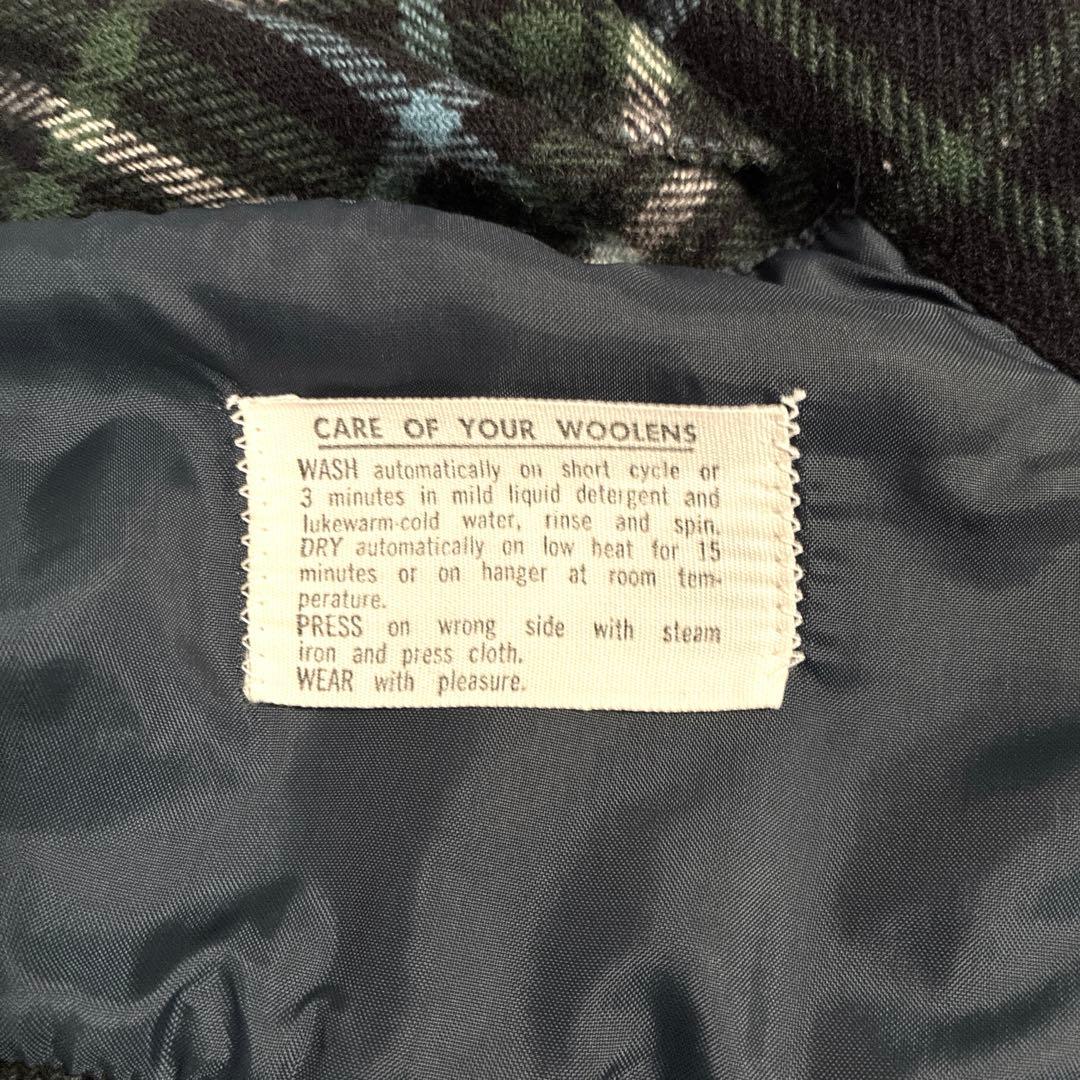 CARE OF YOUR WOOLENS
WASH automatically on short cycle or
3 minutes in mild liquid detergent and
lukewarm-cold water, rinse and spin.
DRY automatically on low heat for 15
minutes or on hanger at room tem-
perature.
PRESS on wrong side with steam
iron and press cloth.
WEAR with pleasure.